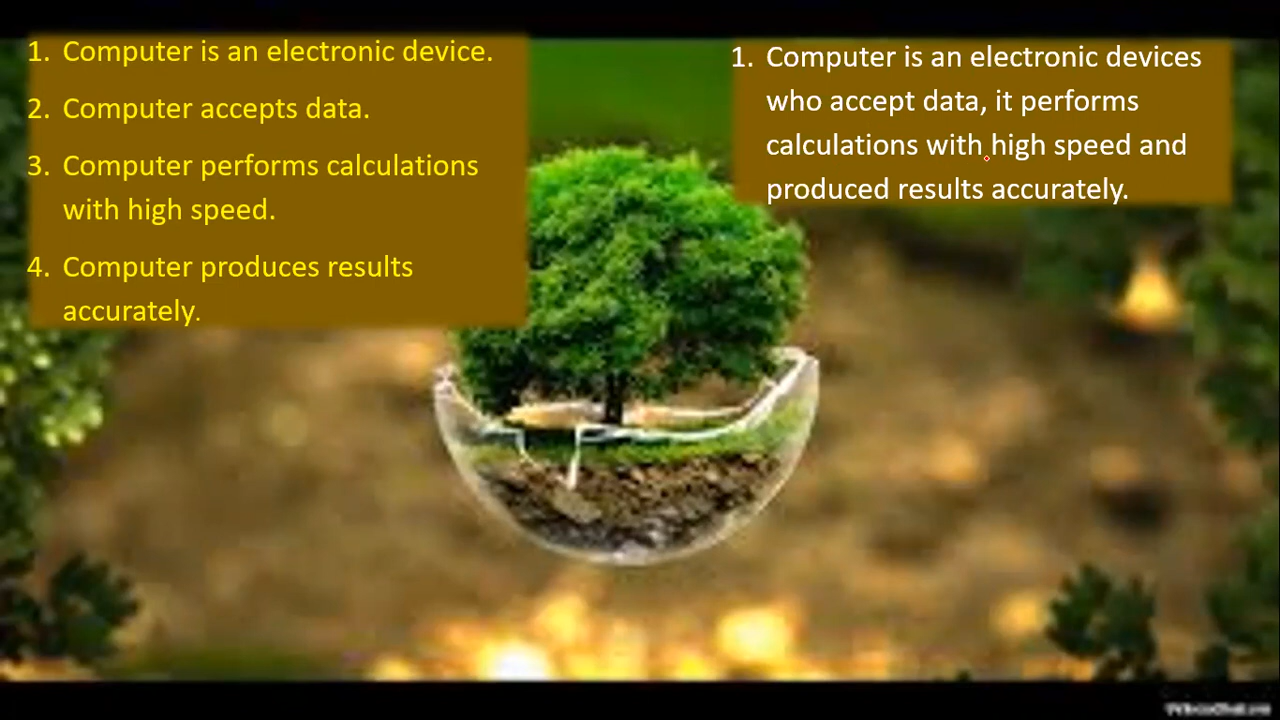 1. Computer is an electronic device.
2. Computer accepts data.
3. Computer performs calculations
with high speed.
4. Computer produces results
accurately.
1. Computer is an electronic devices
who accept data, it performs
calculations with high speed and
produced results accurately.